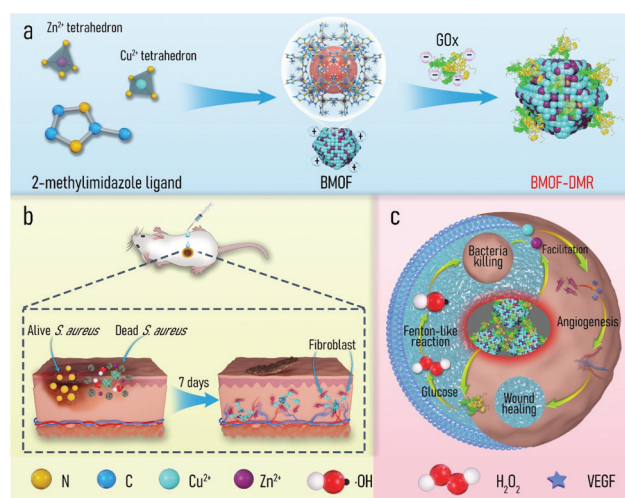 a
Zn²⁺ tetrahedron
Cu²⁺ tetrahedron
2-methylimidazole ligand
BMOF
GOx
BMOF-DMR
b
Alive S. aureus
Dead S. aureus
7 days
Fibroblast
c
Bacteria
killing
Facilitation
Fenton-like
reaction
Angiogenesis
Glucose
Wound
healing
N
C
Cu²⁺
Zn²⁺
·OH
H₂O₂
VEGF